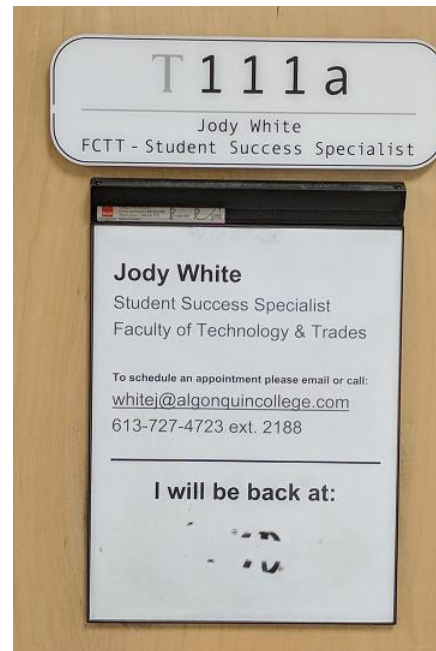 T111a
Jody White
FCTT - Student Success Specialist
Jody White
Student Success Specialist
Faculty of Technology & Trades
To schedule an appointment please email or call:
whitej@algonquincollege.com
613-727-4723 ext. 2188
I will be back at: